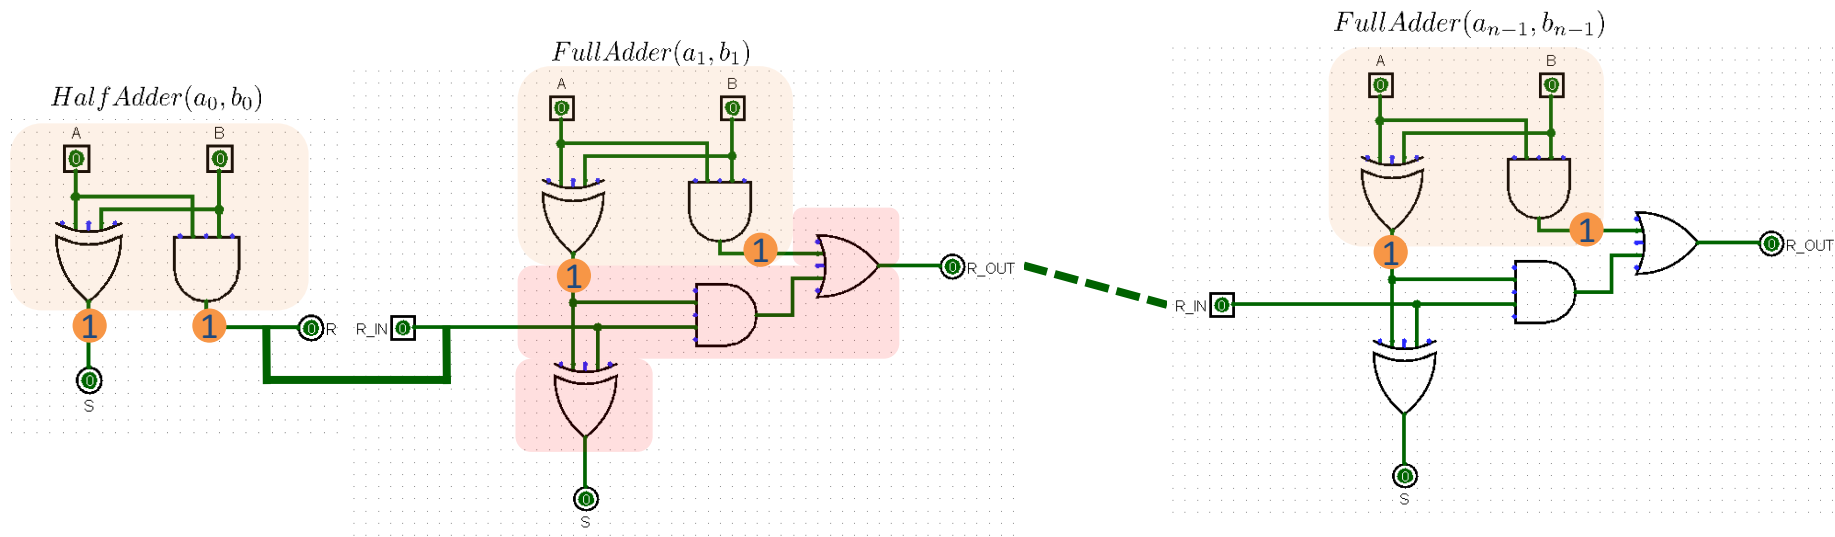 HalfAdder(a₀, b₀)
A B
0 0
1 1
0 R
0
S
FullAdder(a₁, b₁)
A B
0 0
1
1
0 R_OUT
R_IN 0
0
S
FullAdder(aₙ₋₁, bₙ₋₁)
A B
0 0
1
1
0 R_OUT
R_IN 0
0
S